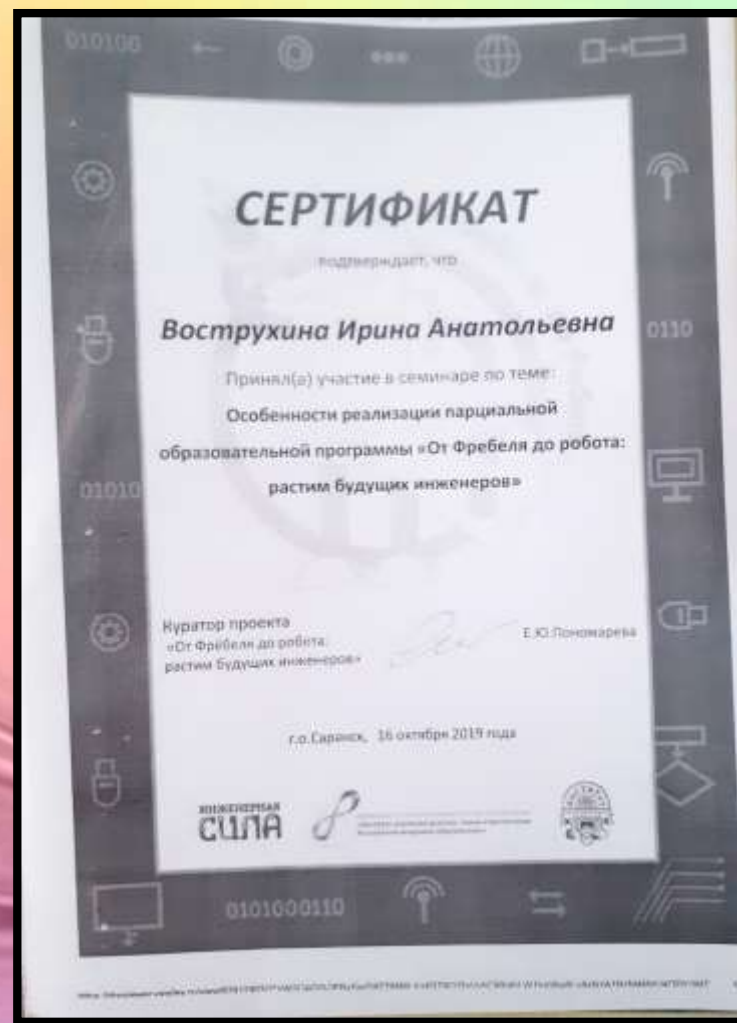 010100
СЕРТИФИКАТ
подтверждает, что
Вострухина Ирина Анатольевна
0110
Принял(а) участие в семинаре по теме:
Особенности реализации парциальной
образовательной программы «От Фребеля до робота:
растим будущих инженеров»
01010
Куратор проекта
«От Фребеля до робота:
растим будущих инженеров»
Е.Ю.Пономарева
г.о.Саранск, 16 октября 2019 года
ИНЖЕНЕРНАЯ
СИЛА
0101000110